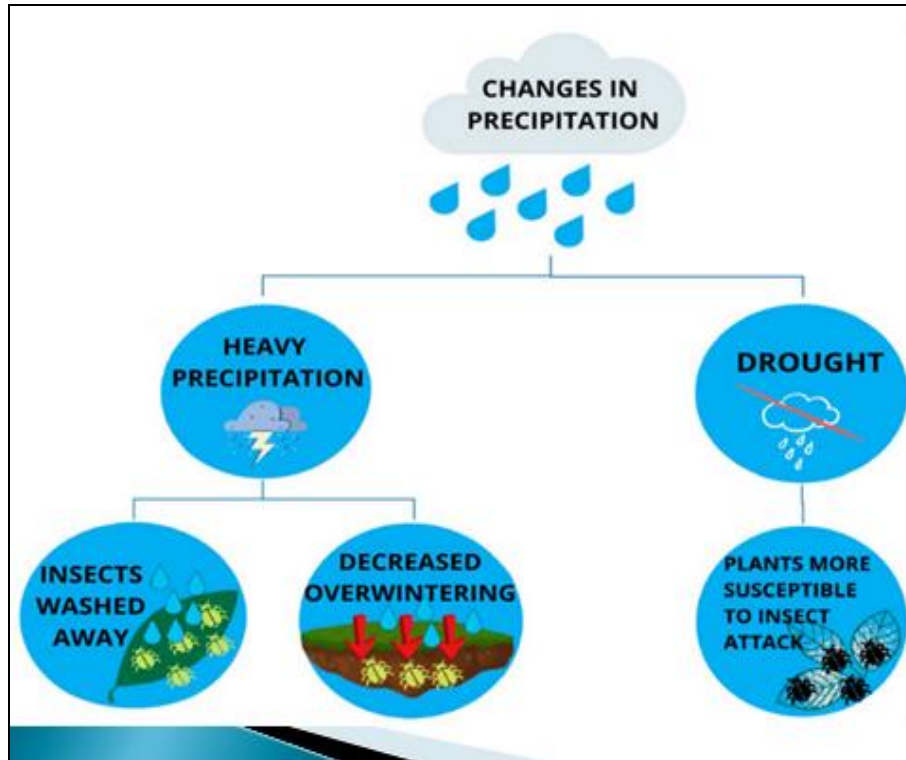 CHANGES IN
PRECIPITATION
HEAVY
PRECIPITATION
DROUGHT
INSECTS
WASHED
AWAY
DECREASED
OVERWINTERING
PLANTS MORE
SUSCEPTIBLE
TO INSECT
ATTACK